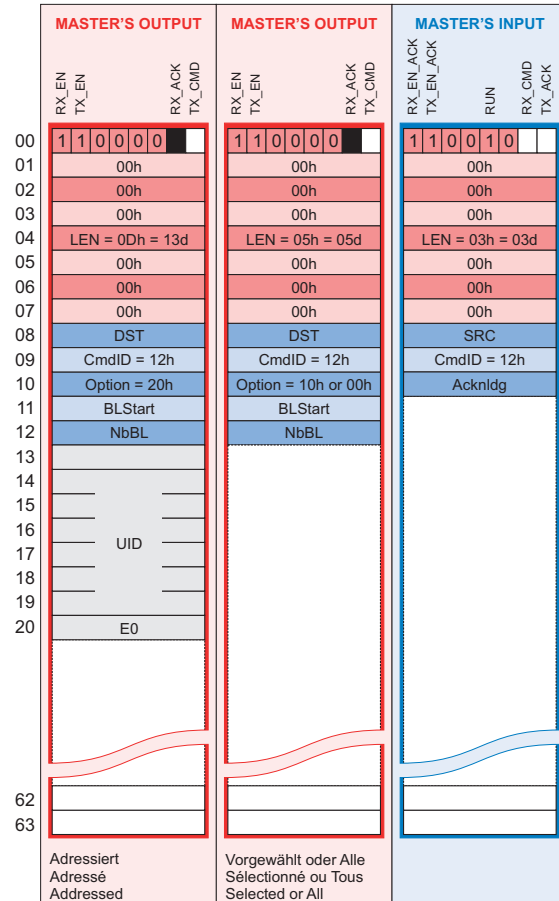 MASTER'S OUTPUT MASTER'S OUTPUT MASTER'S INPUT
RX_EN TX_EN RX_ACK TX_CMD RX_EN TX_EN RX_ACK TX_CMD RX_EN_ACK TX_EN_ACK RUN RX_CMD TX_ACK
00 1 1 0 0 0 0 1 1 0 0 0 0 1 1 0 0 1 0
01 00h 00h 00h
02 00h 00h 00h
03 00h 00h 00h
04 LEN = 0Dh = 13d LEN = 05h = 05d LEN = 03h = 03d
05 00h 00h 00h
06 00h 00h 00h
07 00h 00h 00h
08 DST DST SRC
09 CmdID = 12h CmdID = 12h CmdID = 12h
10 Option = 20h Option = 10h or 00h Acknldg
11 BLStart BLStart
12 NbBL NbBL
13
14
15
16
UID
17
18
19
20 E0
62
63
Adressiert Vorgewählt oder Alle
Adressé Sélectionné ou Tous
Addressed Selected or All